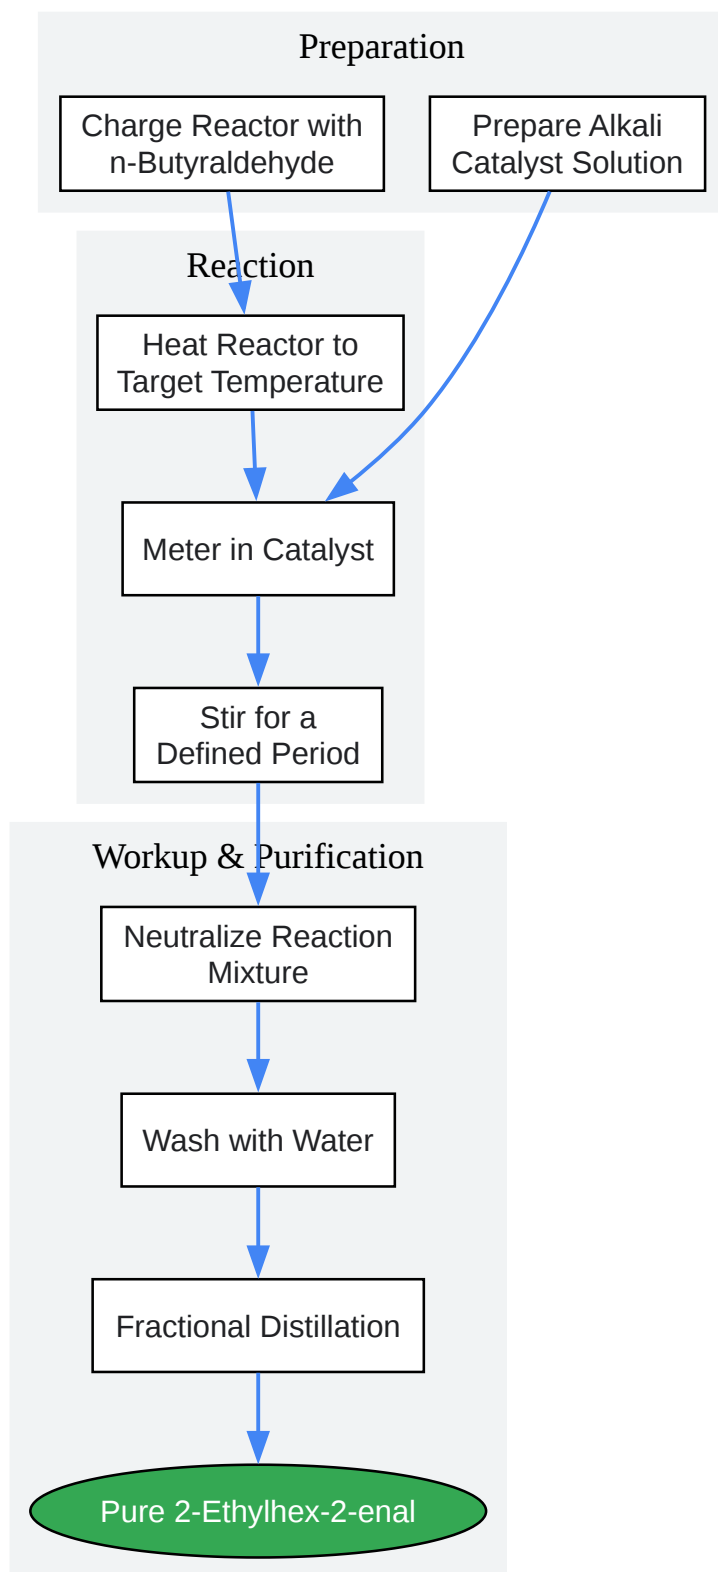 Preparation
Charge Reactor with
n-Butyraldehyde
Prepare Alkali
Catalyst Solution
Reaction
Heat Reactor to
Target Temperature
Meter in Catalyst
Stir for a
Defined Period
Workup & Purification
Neutralize Reaction
Mixture
Wash with Water
Fractional Distillation
Pure 2-Ethylhex-2-enal